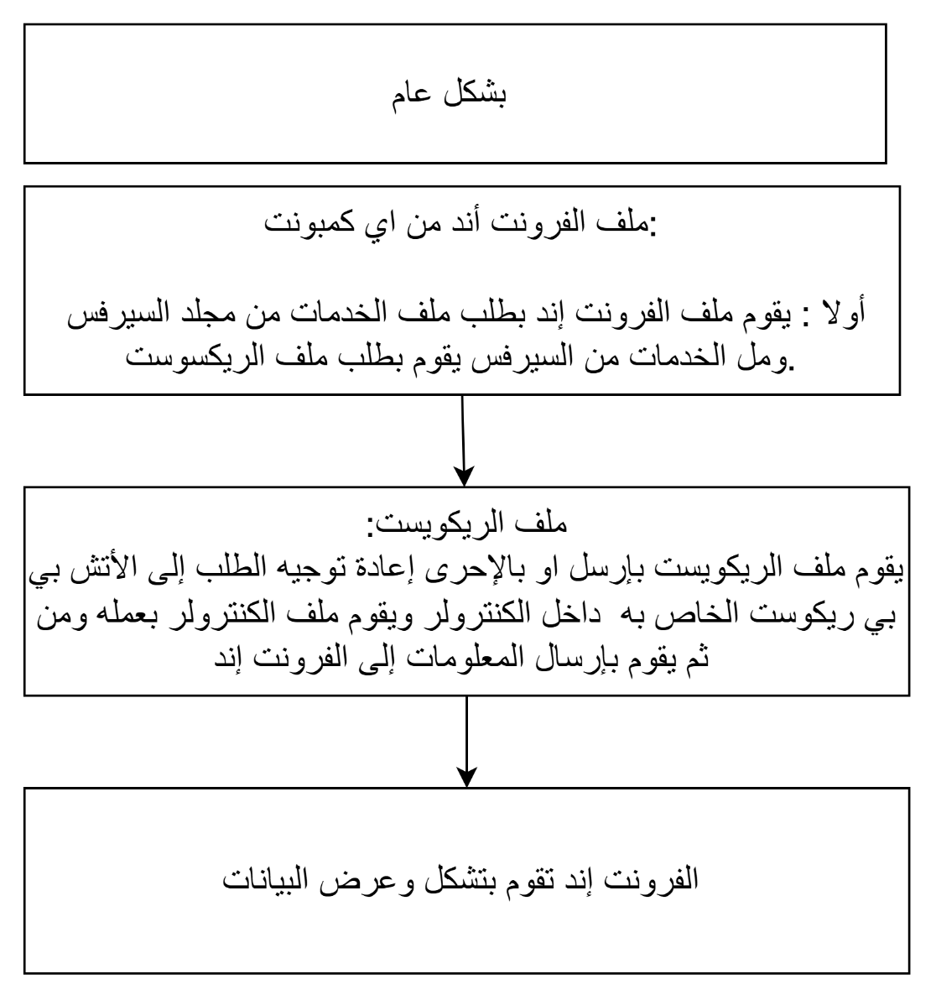 بشكل عام
ملف الفرونت أند من اي كمبونت:
أولا : يقوم ملف الفرونت إند بطلب ملف الخدمات من مجلد السيرفس
ومل الخدمات من السيرفس يقوم بطلب ملف الريكسوست.
ملف الريكويست:
يقوم ملف الريكويست بإرسل او بالإحرى إعادة توجيه الطلب إلى الأتش بي
بي ريكوست الخاص به داخل الكنترولر ويقوم ملف الكنترولر بعمله ومن
ثم يقوم بإرسال المعلومات إلى الفرونت إند
الفرونت إند تقوم بتشكل وعرض البيانات